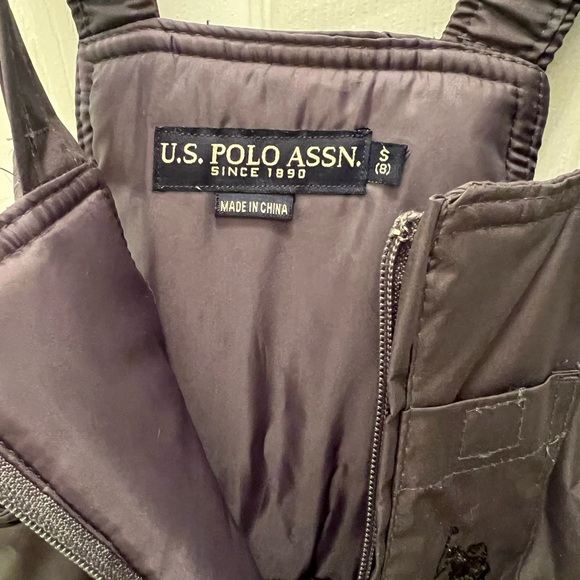 U.S. POLO ASSN.
SINCE 1890
S
(8)
MADE IN CHINA